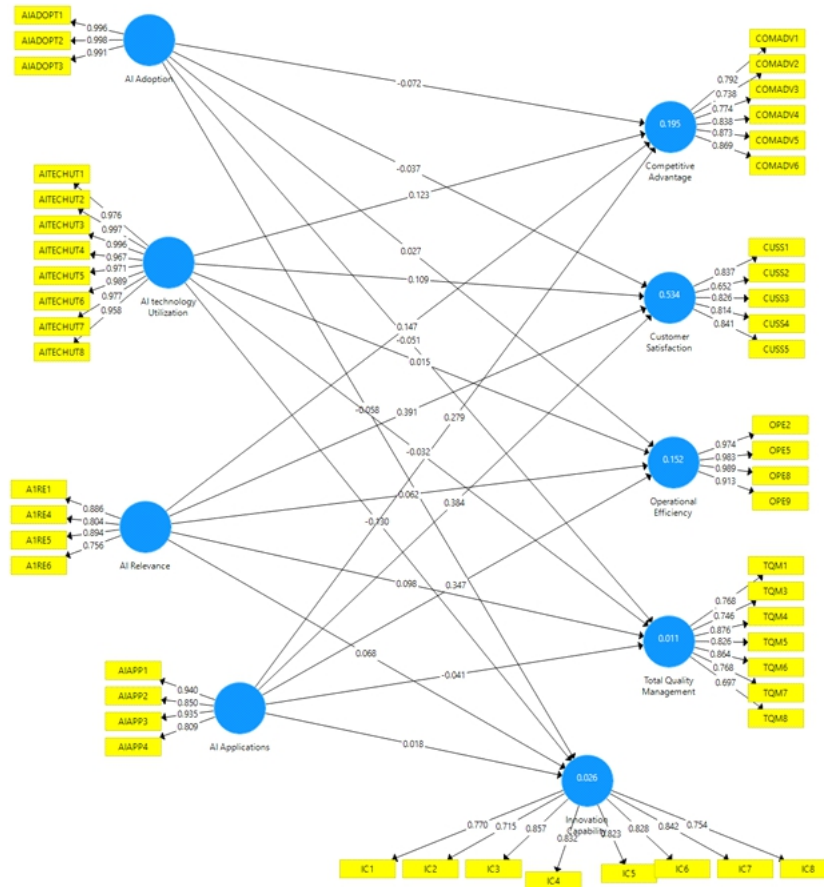 AIADOPT1
AIADOPT2
AIADOPT3
0.996
0.998
0.991
AI Adoption
AITECHUT1
AITECHUT2
AITECHUT3
AITECHUT4
AITECHUT5
AITECHUT6
AITECHUT7
AITECHUT8
0.976
0.997
0.996
0.967
0.971
0.989
0.977
0.958
AI technology
Utilization
A1RE1
A1RE4
A1RE5
A1RE6
0.886
0.804
0.894
0.756
AI Relevance
AIAPP1
AIAPP2
AIAPP3
AIAPP4
0.940
0.850
0.935
0.809
AI Applications
-0.072
-0.037
0.123
0.027
0.109
0.147
-0.051
0.015
-0.058
0.391
0.279
-0.032
0.062
0.384
-0.130
0.347
0.098
0.068
-0.041
0.018
0.195
Competitive
Advantage
0.792
0.738
0.774
0.838
0.873
0.869
COMADV1
COMADV2
COMADV3
COMADV4
COMADV5
COMADV6
0.534
Customer
Satisfaction
0.837
0.652
0.826
0.814
0.841
CUSS1
CUSS2
CUSS3
CUSS4
CUSS5
0.152
Operational
Efficiency
0.974
0.983
0.989
0.913
OPE2
OPE5
OPE8
OPE9
0.011
Total Quality
Management
0.768
0.746
0.876
0.826
0.864
0.768
0.697
TQM1
TQM3
TQM4
TQM5
TQM6
TQM7
TQM8
0.026
Innovation
Capability
0.770
0.715
0.857
0.832
0.823
0.828
0.842
0.754
IC1
IC2
IC3
IC4
IC5
IC6
IC7
IC8